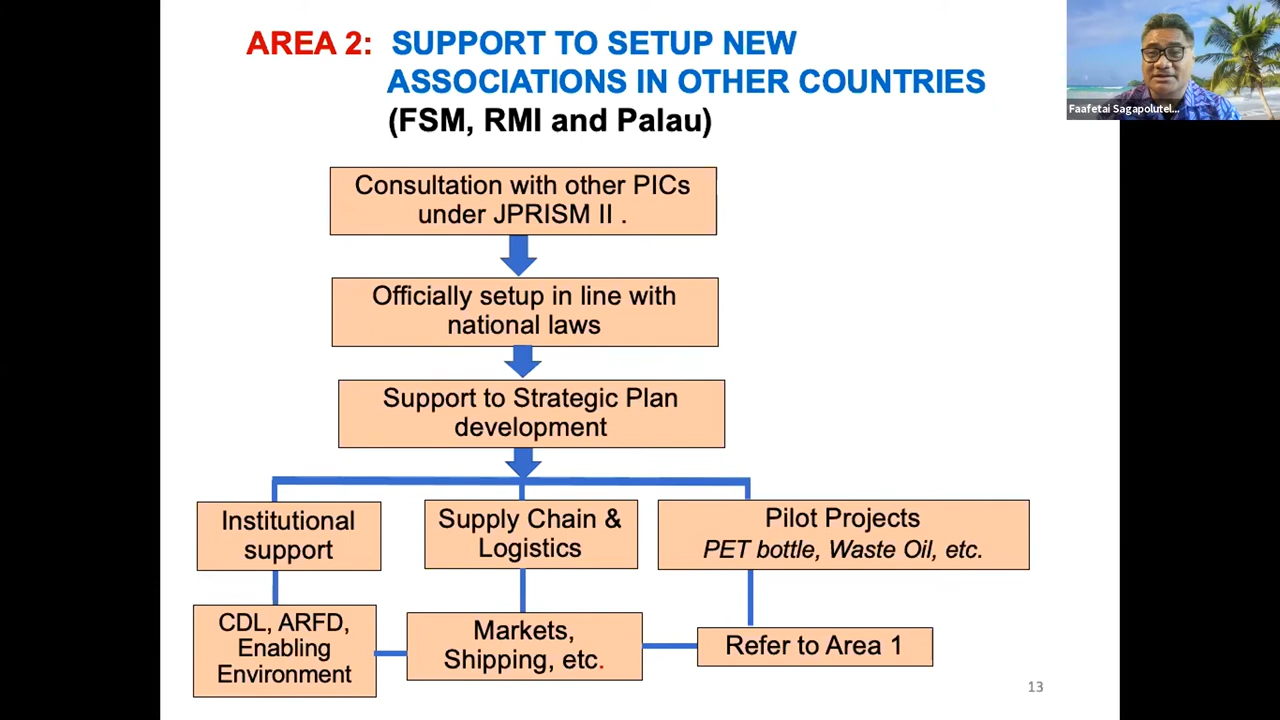 AREA 2: SUPPORT TO SETUP NEW
ASSOCIATIONS IN OTHER COUNTRIES
(FSM, RMI and Palau)
Faafetai Sagapolutel...
Consultation with other PICs
under JPRISM II .
Officially setup in line with
national laws
Support to Strategic Plan
development
Institutional
support
Supply Chain &
Logistics
Pilot Projects
PET bottle, Waste Oil, etc.
CDL, ARFD,
Enabling
Environment
Markets,
Shipping, etc.
Refer to Area 1
13